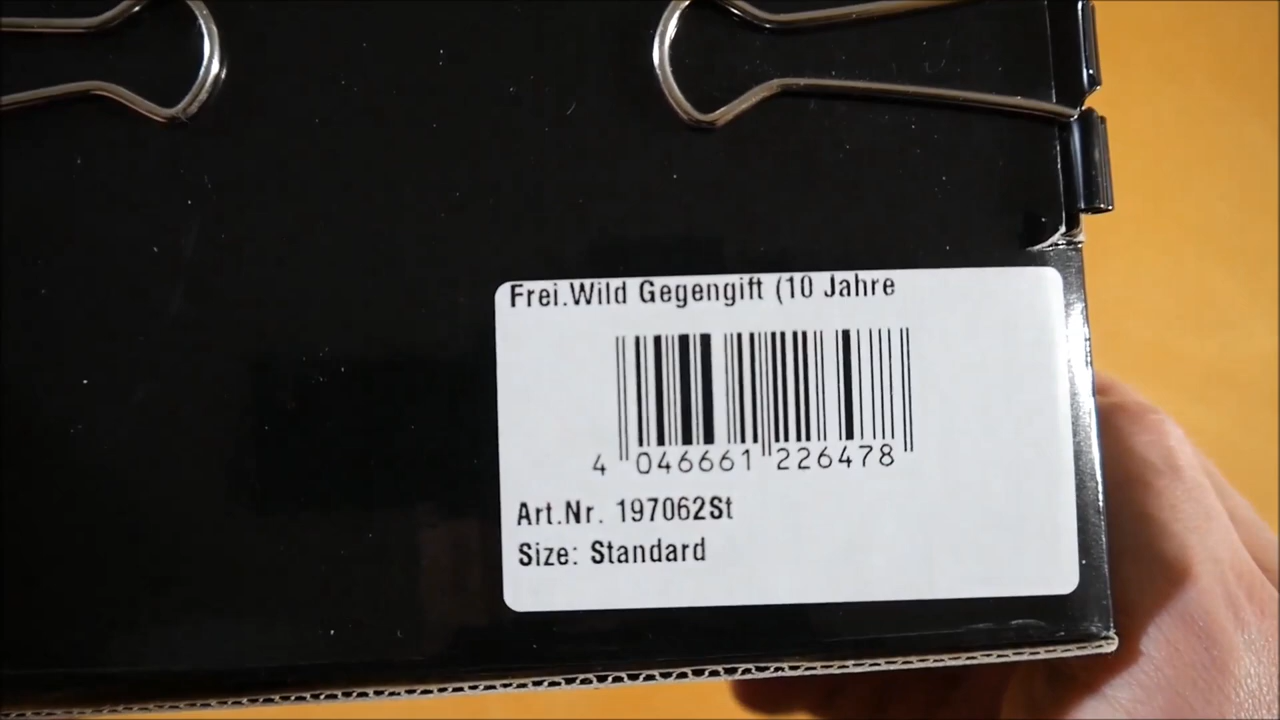 Frei.Wild Gegengift (10 Jahre
4 046661 226478
Art.Nr. 197062St
Size: Standard